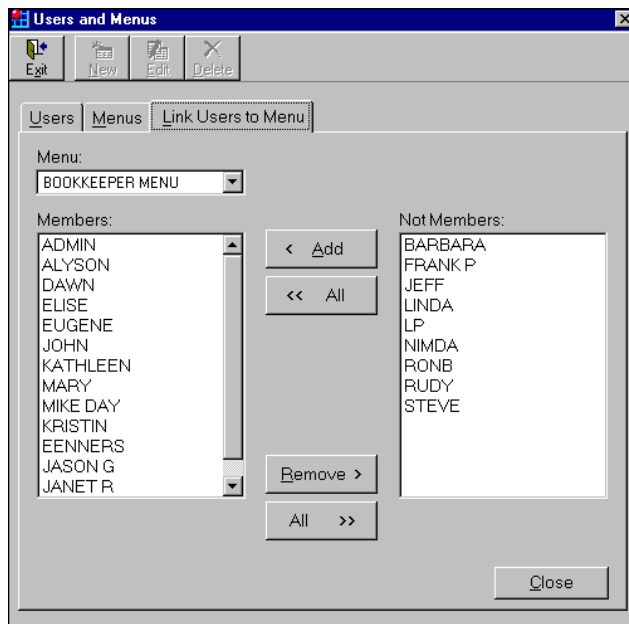 Users and Menus
Exit New Edit Delete
Users Menus Link Users to Menu
Menu:
BOOKKEEPER MENU
Members:
ADMIN
ALYSON
DAWN
ELISE
EUGENE
JOHN
KATHLEEN
MARY
MIKE DAY
KRISTIN
EENNERS
JASON G
JANET R
< Add
<< All
Remove >
All >>
Not Members:
BARBARA
FRANK P
JEFF
LINDA
LP
NIMDA
RONB
RUDY
STEVE
Close